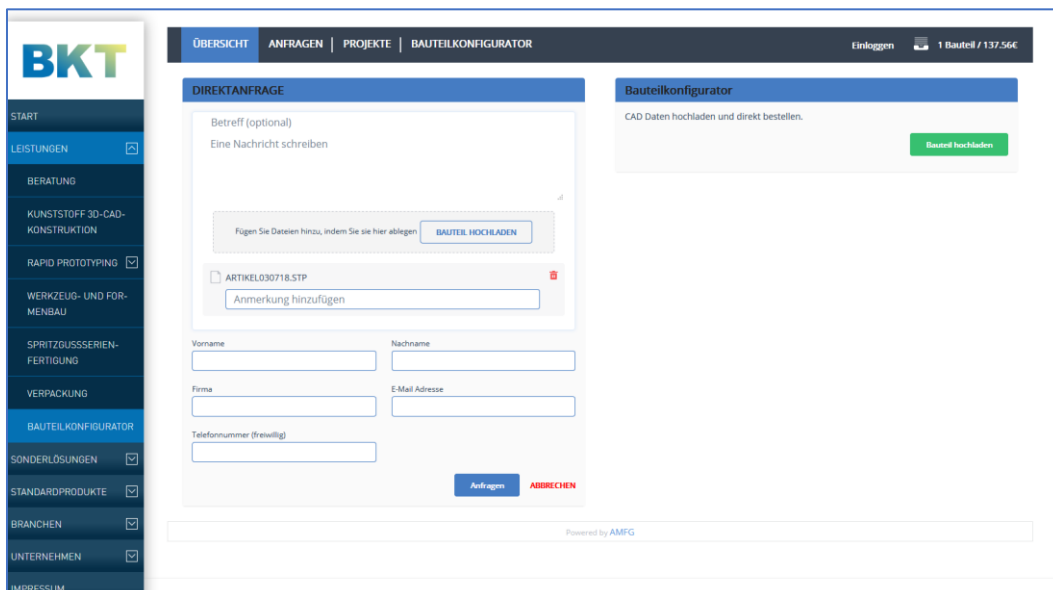 BKT
START
LEISTUNGEN
BERATUNG
KUNSTSTOFF 3D-CAD-
KONSTRUKTION
RAPID PROTOTYPING
WERKZEUG- UND FOR-
MENBAU
SPRITZGUSSSERIEN-
FERTIGUNG
VERPACKUNG
BAUTEILKONFIGURATOR
SONDERLÖSUNGEN
STANDARDPRODUKTE
BRANCHEN
UNTERNEHMEN
IMPRESSUM
ÜBERSICHT ANFRAGEN | PROJEKTE | BAUTEILKONFIGURATOR
Einloggen 1 Bauteil / 137.56€
DIREKTANFRAGE
Betreff (optional)
Eine Nachricht schreiben
Fügen Sie Dateien hinzu, indem Sie sie hier ablegen BAUTEIL HOCHLADEN
ARTIKEL030718.STP
Anmerkung hinzufügen
Vorname Nachname
Firma E-Mail Adresse
Telefonnummer (freiwillig)
Anfragen ABBRECHEN
Bauteilkonfigurator
CAD Daten hochladen und direkt bestellen.
Bauteil hochladen
Powered by AMFG